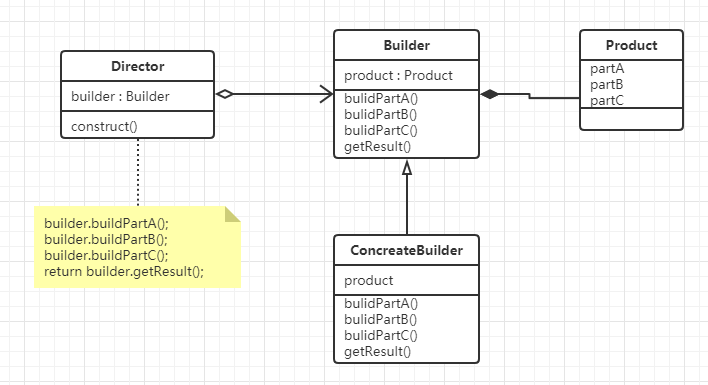 Director
builder : Builder
construct()
builder.buildPartA();
builder.buildPartB();
builder.buildPartC();
return builder.getResult();
Builder
product : Product
bulidPartA()
bulidPartB()
bulidPartC()
getResult()
Product
partA
partB
partC
ConcreateBuilder
product
bulidPartA()
bulidPartB()
bulidPartC()
getResult()